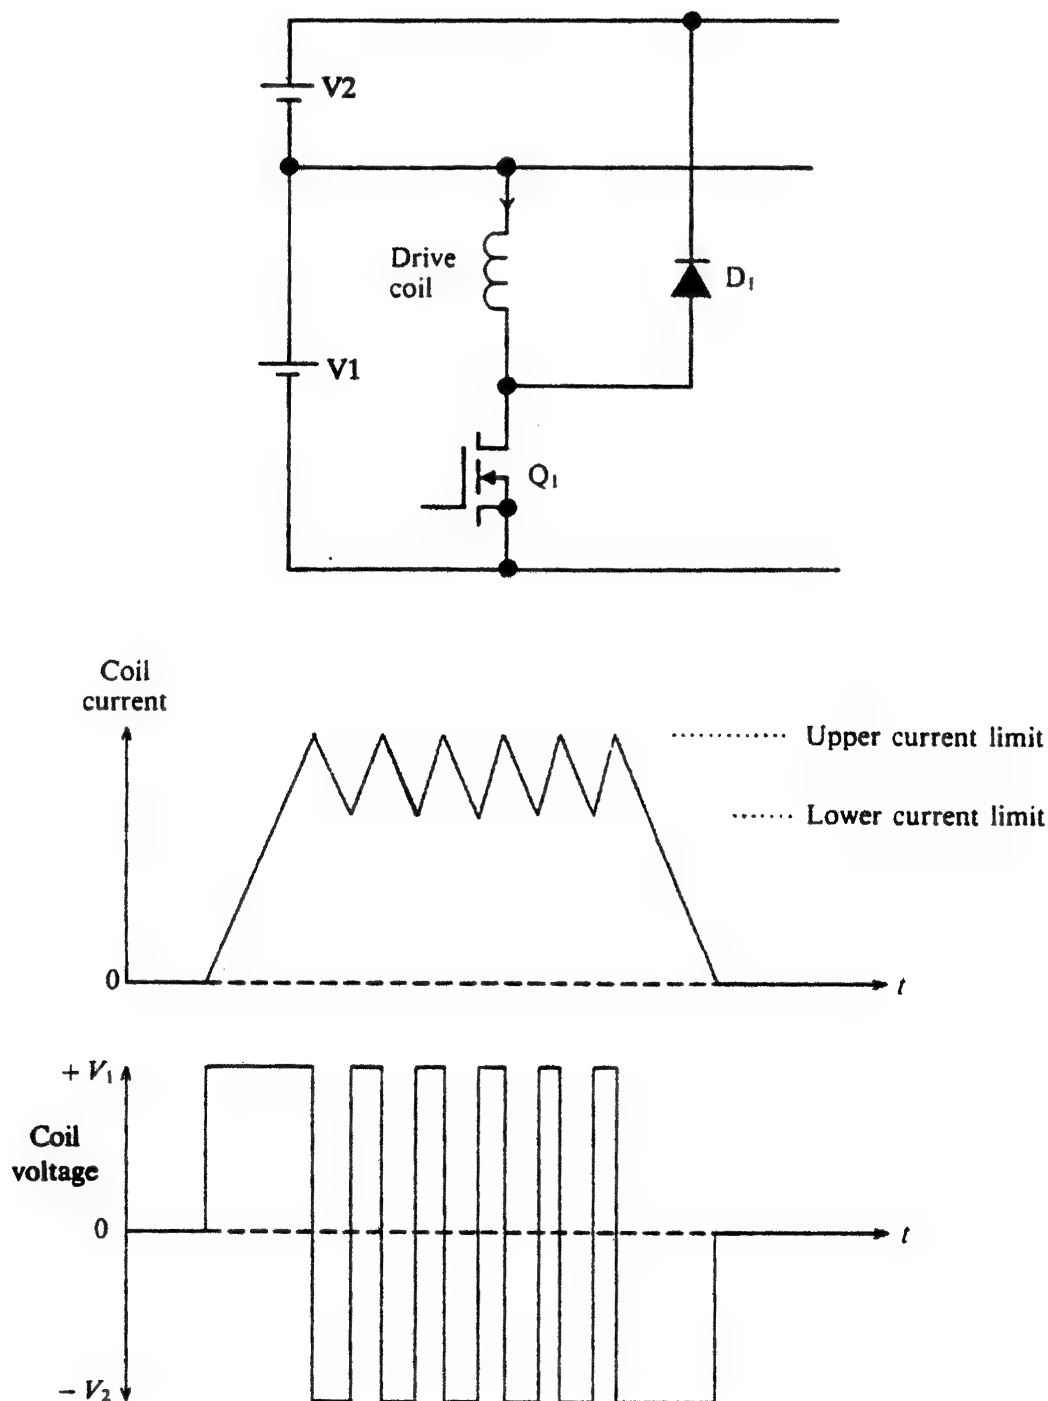 V2
Drive
coil
D₁
V1
Q₁
Coil
current
Upper current limit
Lower current limit
0
t
+ V₁
Coil
voltage
0
t
− V₂